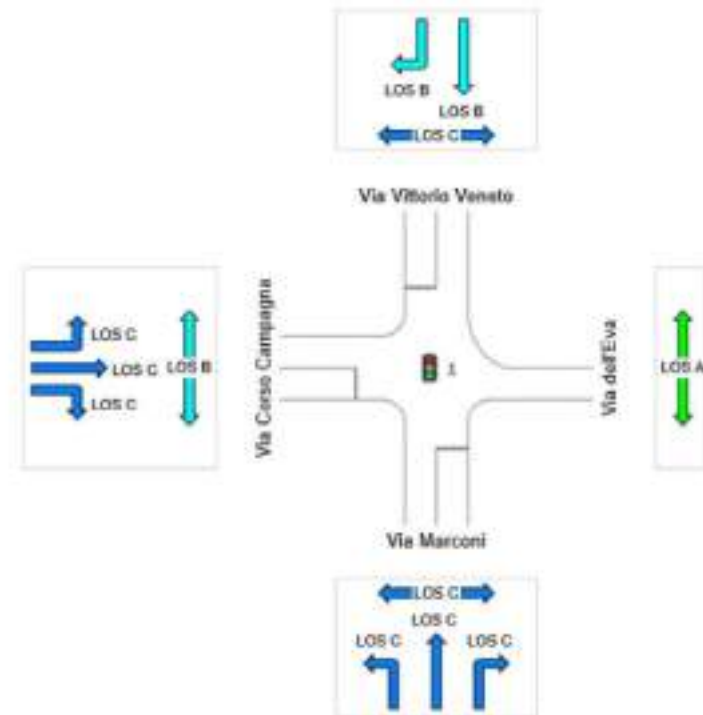 LOS B
LOS B
LOS C
Via Vittorio Veneto
LOS C
LOS C
LOS B
LOS C
Via Corso Campagna
1
Via dell'Eva
LOS A
Via Marconi
LOS C
LOS C
LOS C
LOS C